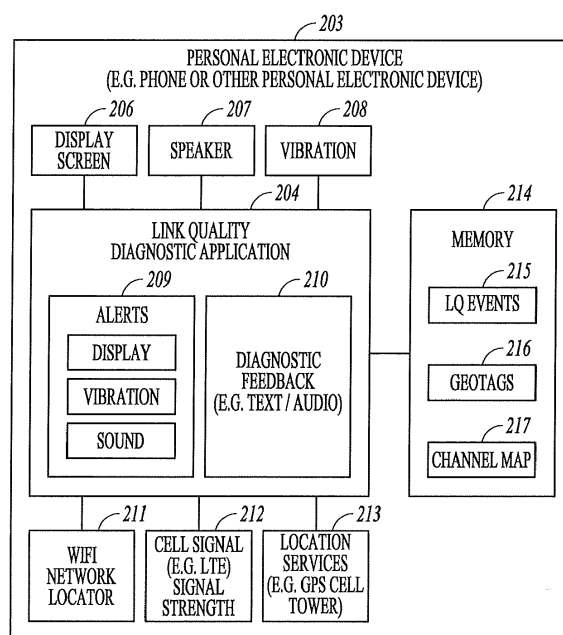 203
PERSONAL ELECTRONIC DEVICE
(E.G. PHONE OR OTHER PERSONAL ELECTRONIC DEVICE)
206
207
208
DISPLAY
SCREEN
SPEAKER
VIBRATION
204
214
LINK QUALITY
DIAGNOSTIC APPLICATION
MEMORY
209
210
215
ALERTS
LQ EVENTS
DISPLAY
VIBRATION
SOUND
DIAGNOSTIC
FEEDBACK
(E.G. TEXT / AUDIO)
216
GEOTAGS
217
CHANNEL MAP
211
212
213
WIFI
NETWORK
LOCATOR
CELL SIGNAL
(E.G. LTE)
SIGNAL
STRENGTH
LOCATION
SERVICES
(E.G. GPS CELL
TOWER)